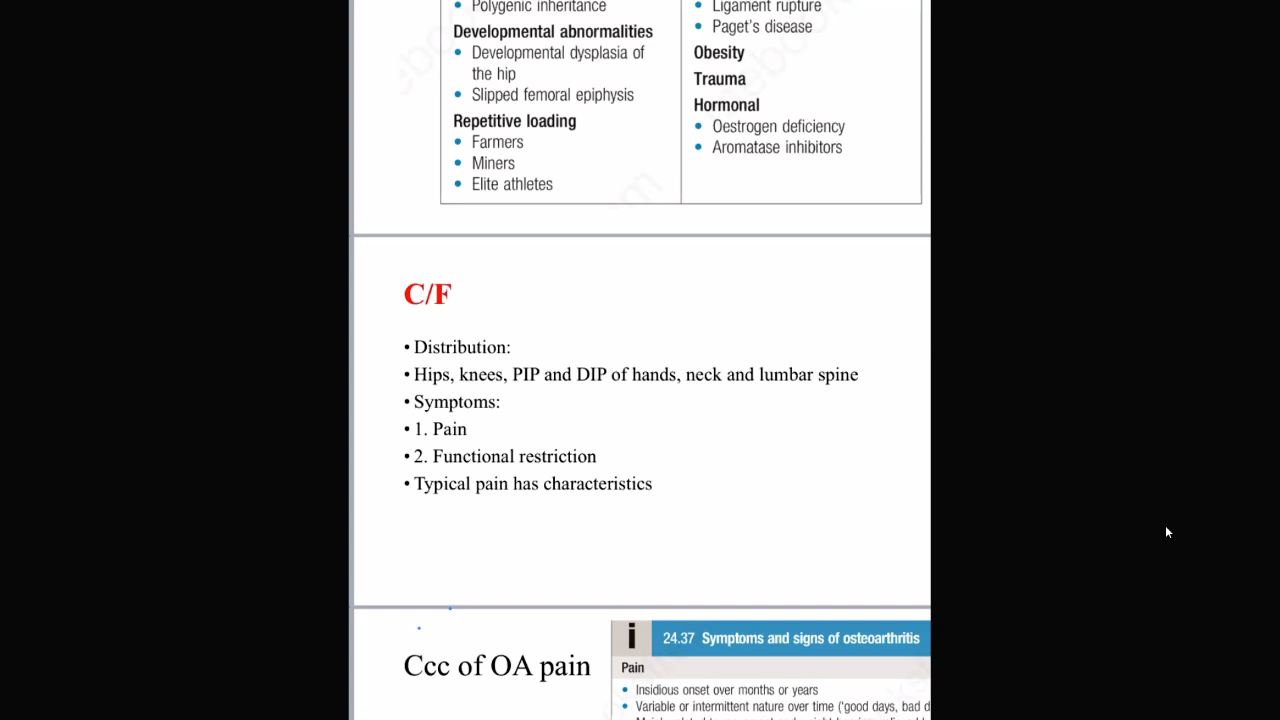 • Polygenic inheritance
Developmental abnormalities
• Developmental dysplasia of
the hip
• Slipped femoral epiphysis
Repetitive loading
• Farmers
• Miners
• Elite athletes
• Ligament rupture
• Paget's disease
Obesity
Trauma
Hormonal
• Oestrogen deficiency
• Aromatase inhibitors
C/F
• Distribution:
• Hips, knees, PIP and DIP of hands, neck and lumbar spine
• Symptoms:
• 1. Pain
• 2. Functional restriction
• Typical pain has characteristics
Ccc of OA pain
i 24.37 Symptoms and signs of osteoarthritis
Pain
• Insidious onset over months or years
• Variable or intermittent nature over time ('good days, bad d